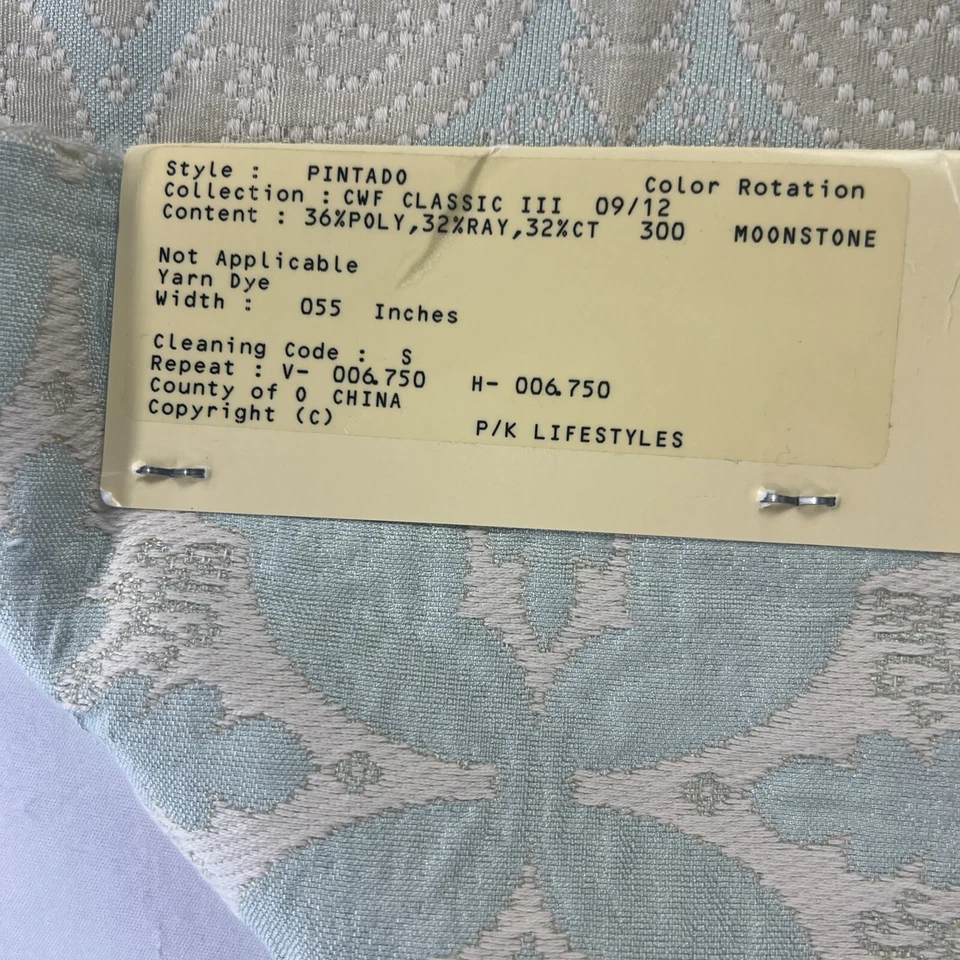 Style : PINTADO Color Rotation
Collection : CWF CLASSIC III 09/12
Content : 36%POLY,32%RAY,32%CT 300 MOONSTONE
Not Applicable
Yarn Dye
Width : 055 Inches
Cleaning Code : S
Repeat : V- 006.750 H- 006.750
County of O CHINA
Copyright (C) P/K LIFESTYLES